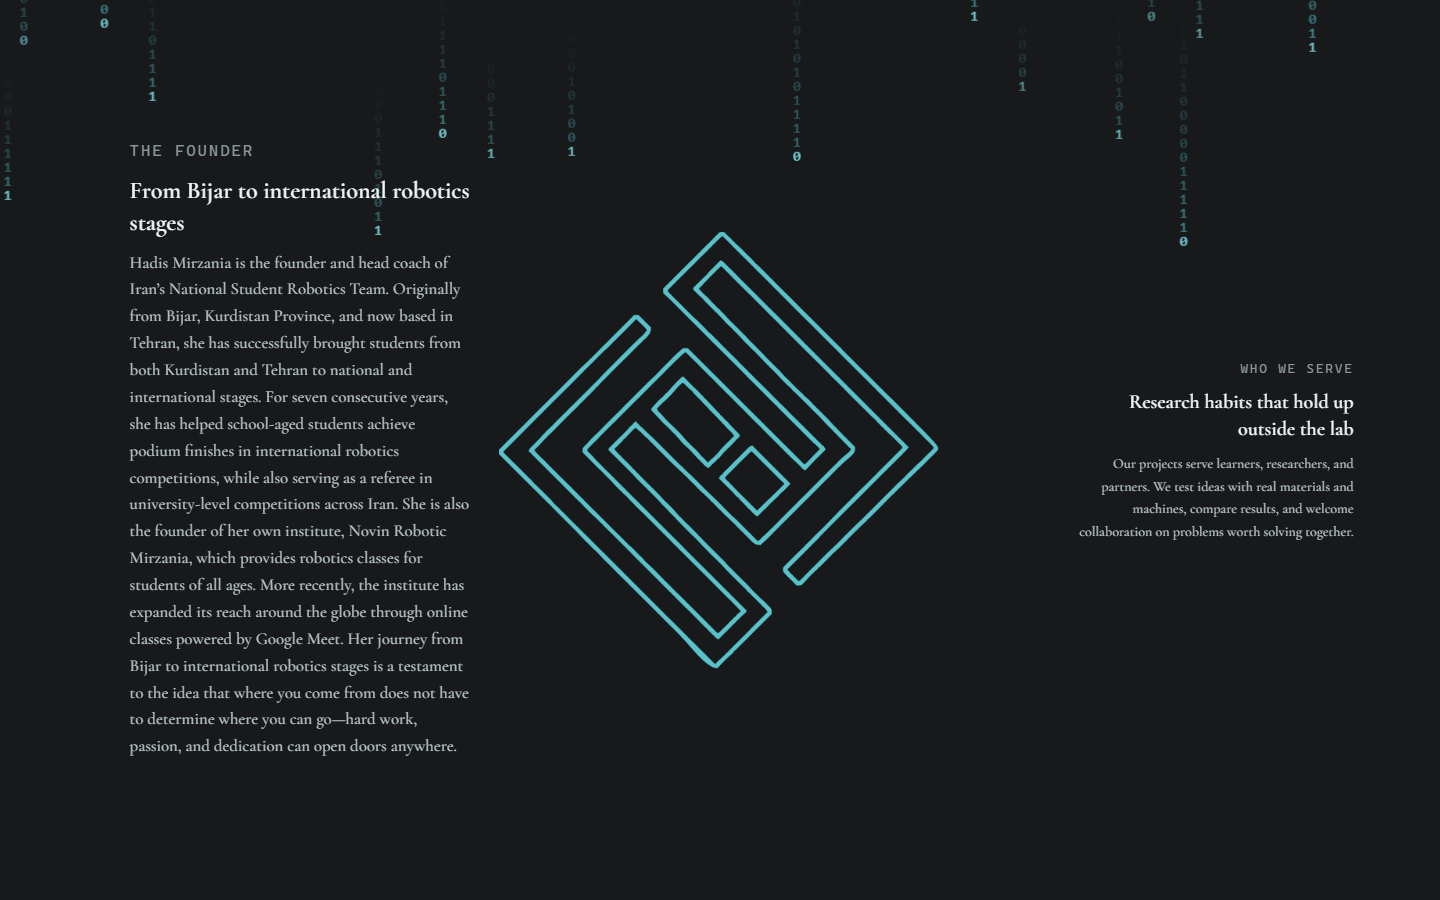 THE FOUNDER
From Bijar to international robotics
stages
Hadis Mirzania is the founder and head coach of
Iran’s National Student Robotics Team. Originally
from Bijar, Kurdistan Province, and now based in
Tehran, she has successfully brought students from
both Kurdistan and Tehran to national and
international stages. For seven consecutive years,
she has helped school-aged students achieve
podium finishes in international robotics
competitions, while also serving as a referee in
university-level competitions across Iran. She is also
the founder of her own institute, Novin Robotic
Mirzania, which provides robotics classes for
students of all ages. More recently, the institute has
expanded its reach around the globe through online
classes powered by Google Meet. Her journey from
Bijar to international robotics stages is a testament
to the idea that where you come from does not have
to determine where you can go—hard work,
passion, and dedication can open doors anywhere.
WHO WE SERVE
Research habits that hold up
outside the lab
Our projects serve learners, researchers, and
partners. We test ideas with real materials and
machines, compare results, and welcome
collaboration on problems worth solving together.